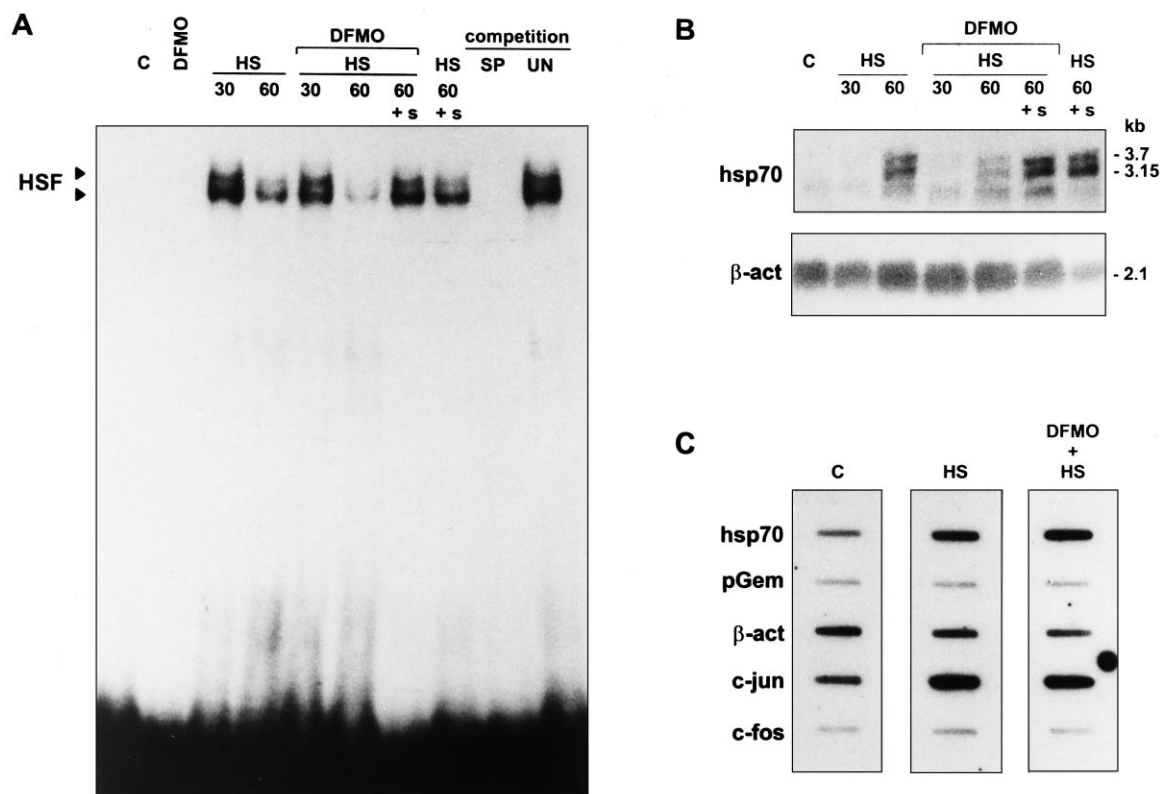 A
C
DFMO
HS
30 60
DFMO
HS
30 60 60
+ s
HS
60
+ s
competition
SP UN
HSF
B
C
HS
30 60
DFMO
HS
30 60 60
+ s
HS
60
+ s
kb
hsp70
- 3.7
- 3.15
β-act
- 2.1
C
C
HS
DFMO
+
HS
hsp70
pGem
β-act
c-jun
c-fos